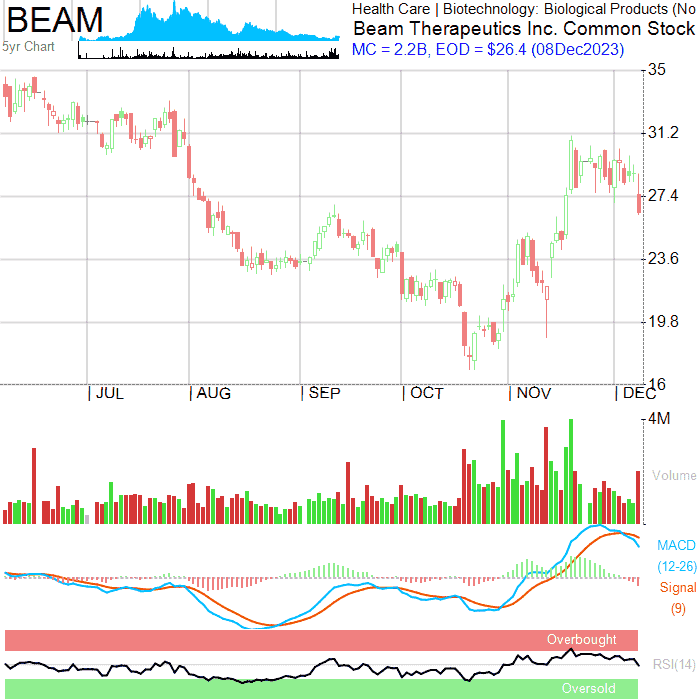 BEAM
5yr Chart
Health Care | Biotechnology: Biological Products (No
Beam Therapeutics Inc. Common Stock
MC = 2.2B, EOD = $26.4 (08Dec2023)
35
31.2
27.4
23.6
19.8
16
JUL AUG SEP OCT NOV DEC
4M
Volume
MACD
(12-26)
Signal
(9)
Overbought
RSI(14)
Oversold